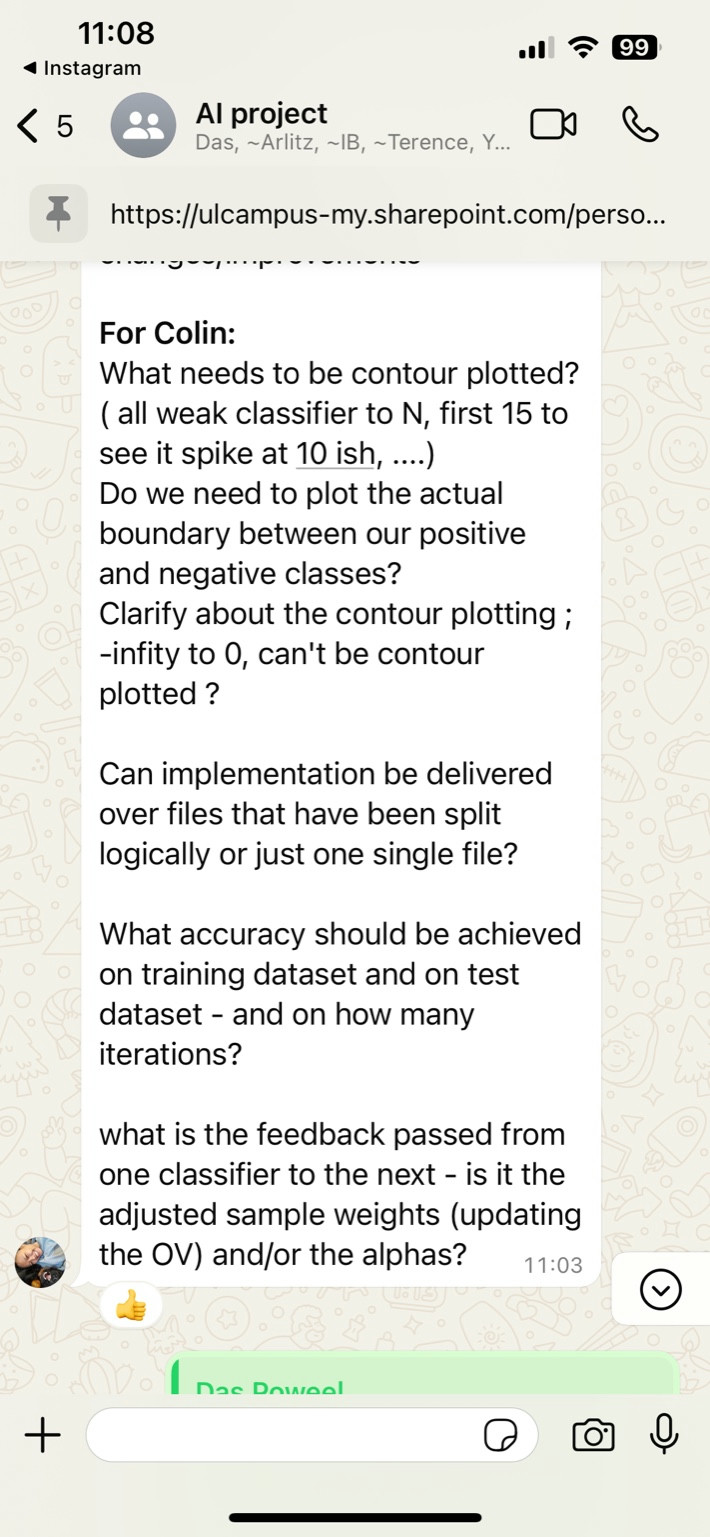 11:08
◀ Instagram
99
5
AI project
Das, ~Arlitz, ~IB, ~Terence, Y...
https://ulcampus-my.sharepoint.com/perso...
changes/improvements
For Colin:
What needs to be contour plotted?
( all weak classifier to N, first 15 to
see it spike at 10 ish, ....)
Do we need to plot the actual
boundary between our positive
and negative classes?
Clarify about the contour plotting ;
-infity to 0, can't be contour
plotted ?
Can implementation be delivered
over files that have been split
logically or just one single file?
What accuracy should be achieved
on training dataset and on test
dataset - and on how many
iterations?
what is the feedback passed from
one classifier to the next - is it the
adjusted sample weights (updating
the OV) and/or the alphas?
11:03
Das Poweel